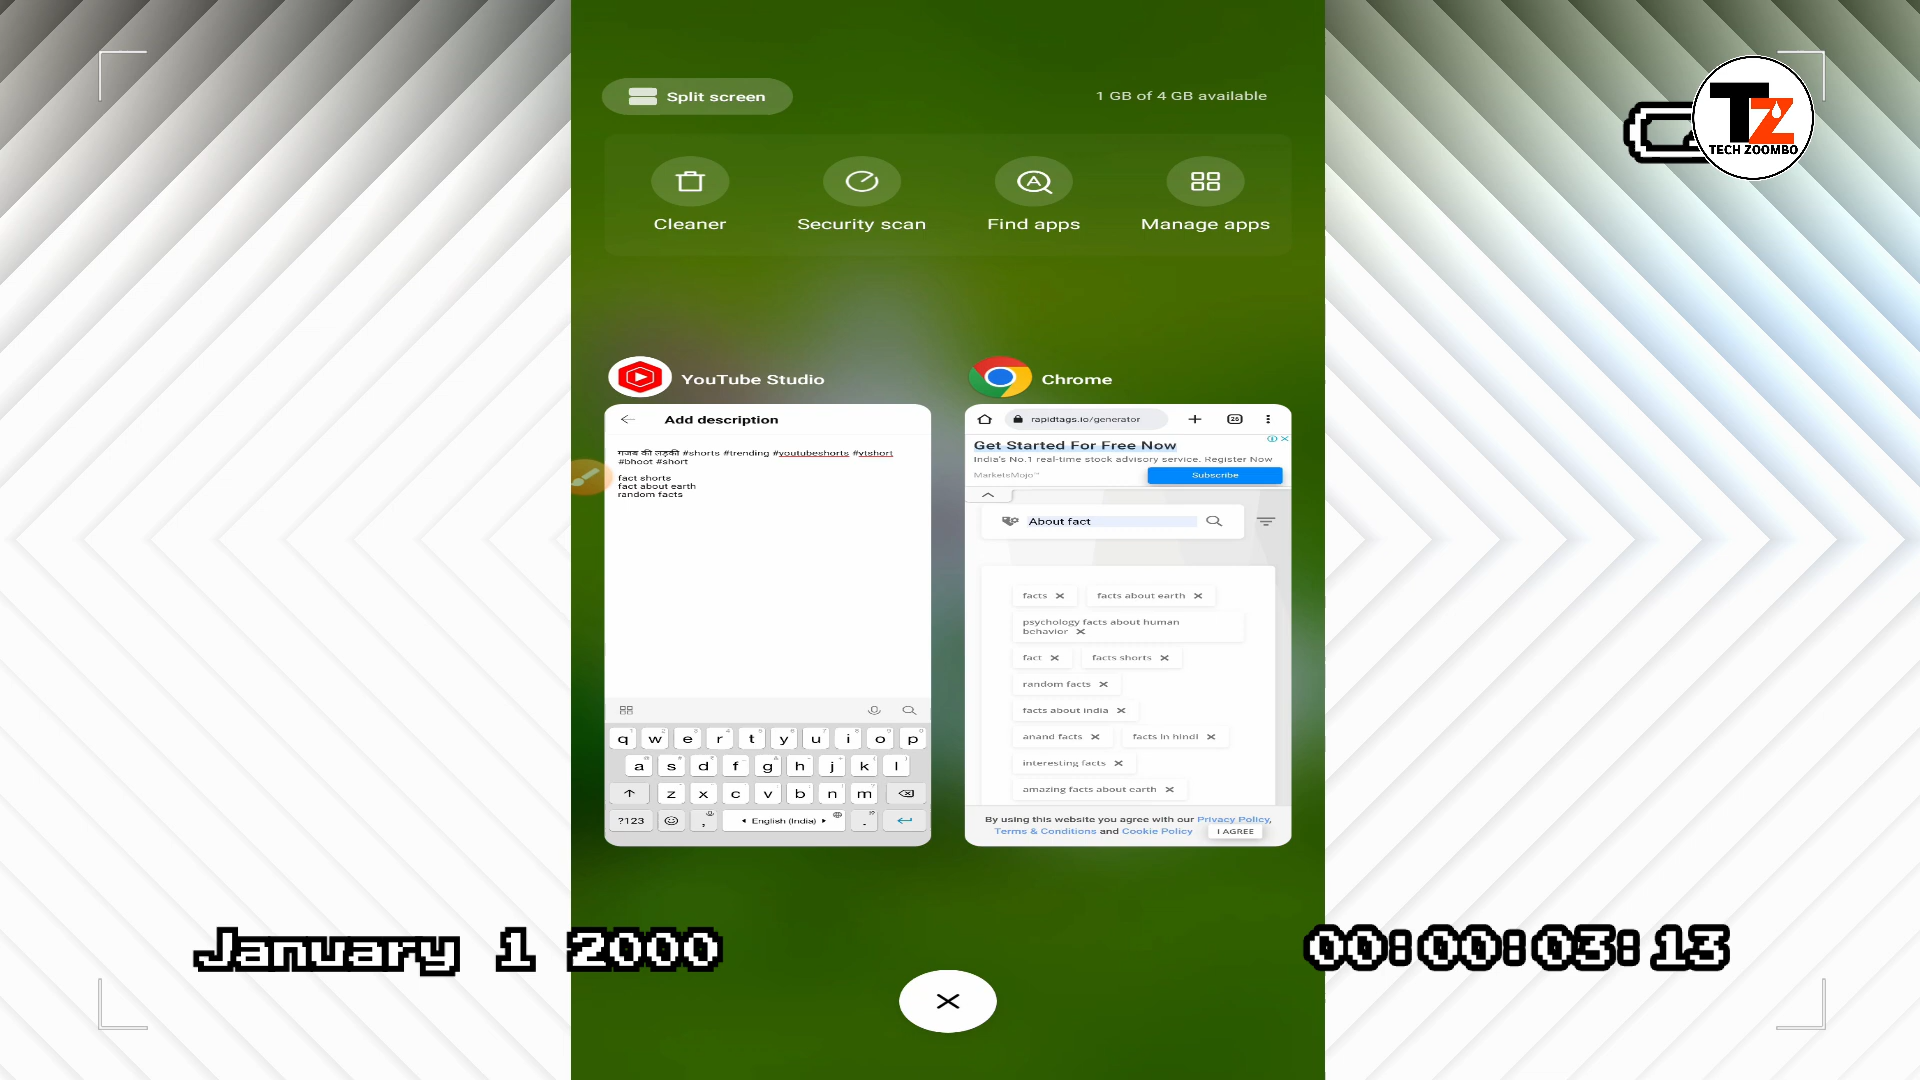 Split screen
1 GB of 4 GB available
TZ
TECH ZOOMBO
Cleaner
Security scan
Find apps
Manage apps
YouTube Studio
Add description
गजब की लड़की #shorts #trending #youtubeshorts #ytshort
#bhoot #short
fact shorts
fact about earth
random facts
q w e r t y u i o p
a s d f g h j k l
z x c v b n m
?123 , English (India) .
Chrome
rapidtags.io/generator
26
Get Started For Free Now
India's No.1 real-time stock advisory service. Register Now
MarketsMojo™
Subscribe
About fact
facts
facts about earth
psychology facts about human
behavior
fact
facts shorts
random facts
facts about india
anand facts
facts in hindi
interesting facts
amazing facts about earth
By using this website you agree with our Privacy Policy,
Terms & Conditions and Cookie Policy
I AGREE
January 1 2000
00:00:03:13